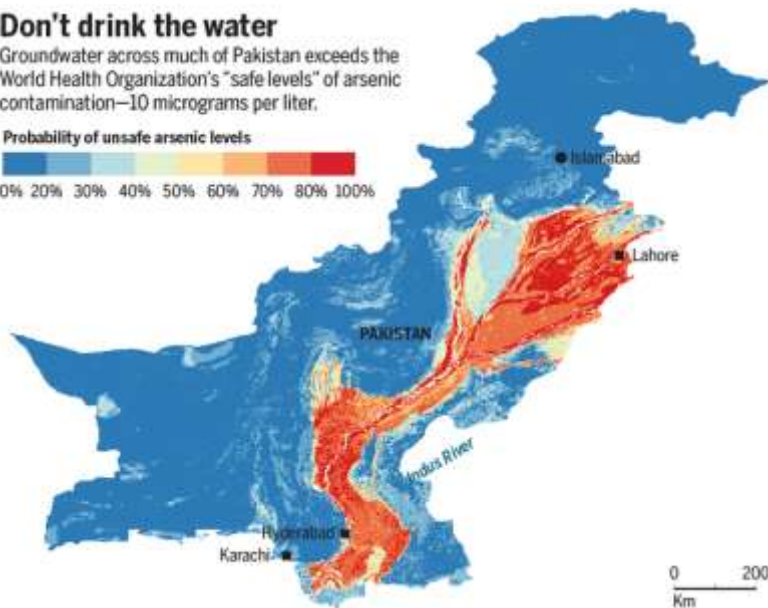 Don't drink the water
Groundwater across much of Pakistan exceeds the
World Health Organization's "safe levels" of arsenic
contamination—10 micrograms per liter.
Probability of unsafe arsenic levels
0% 20% 30% 40% 50% 60% 70% 80% 100%
Islamabad
Lahore
PAKISTAN
Indus River
Hyderabad
Karachi
0 200
Km